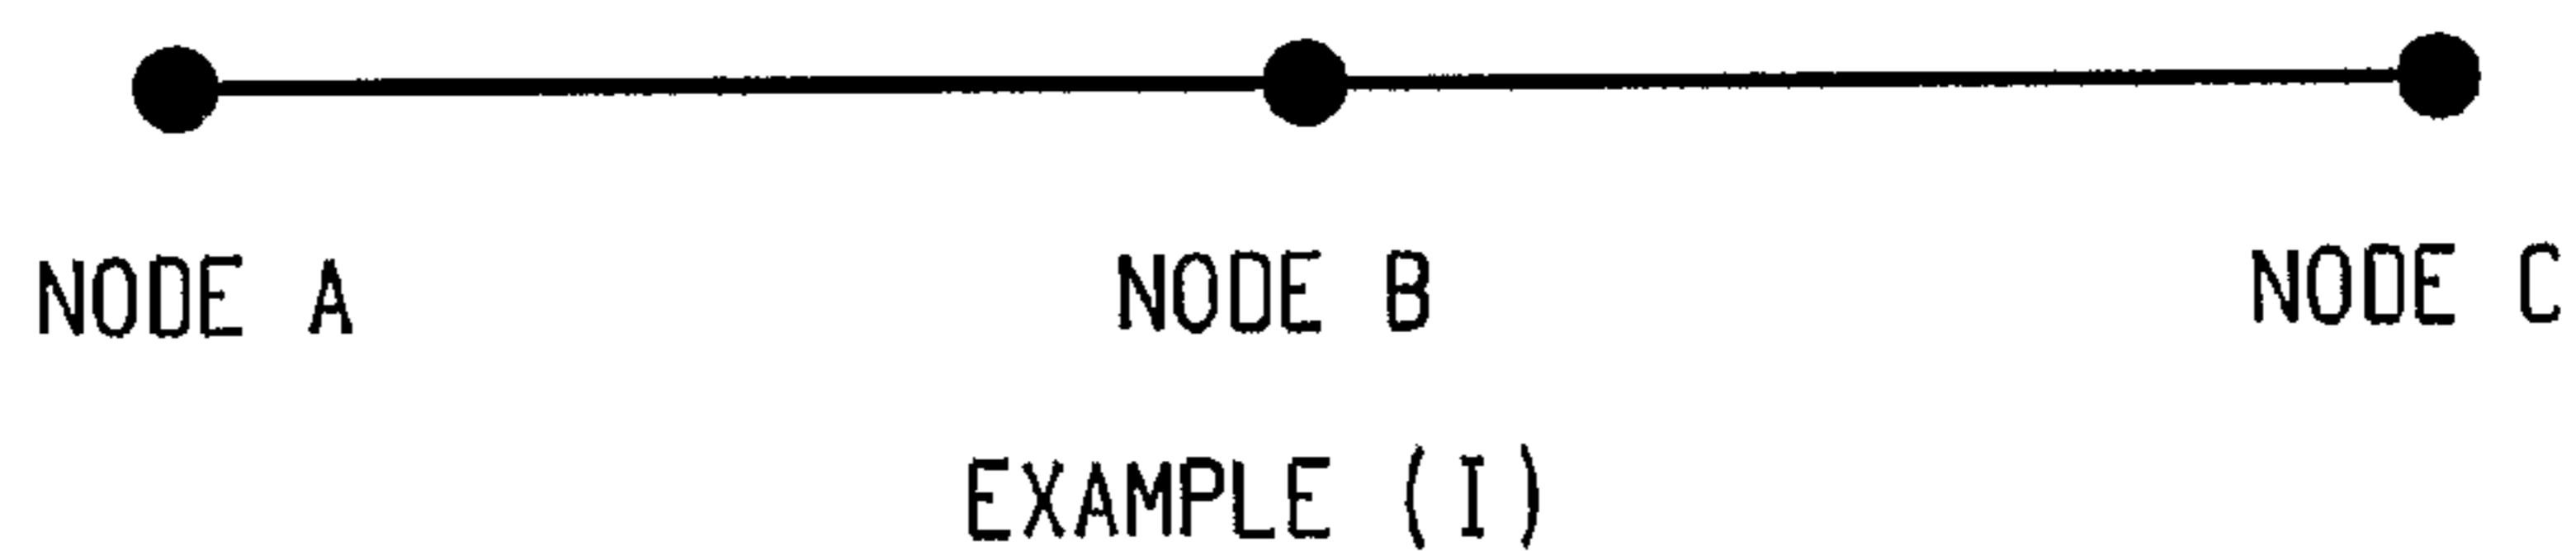 NODE A NODE B NODE C
EXAMPLE (I)